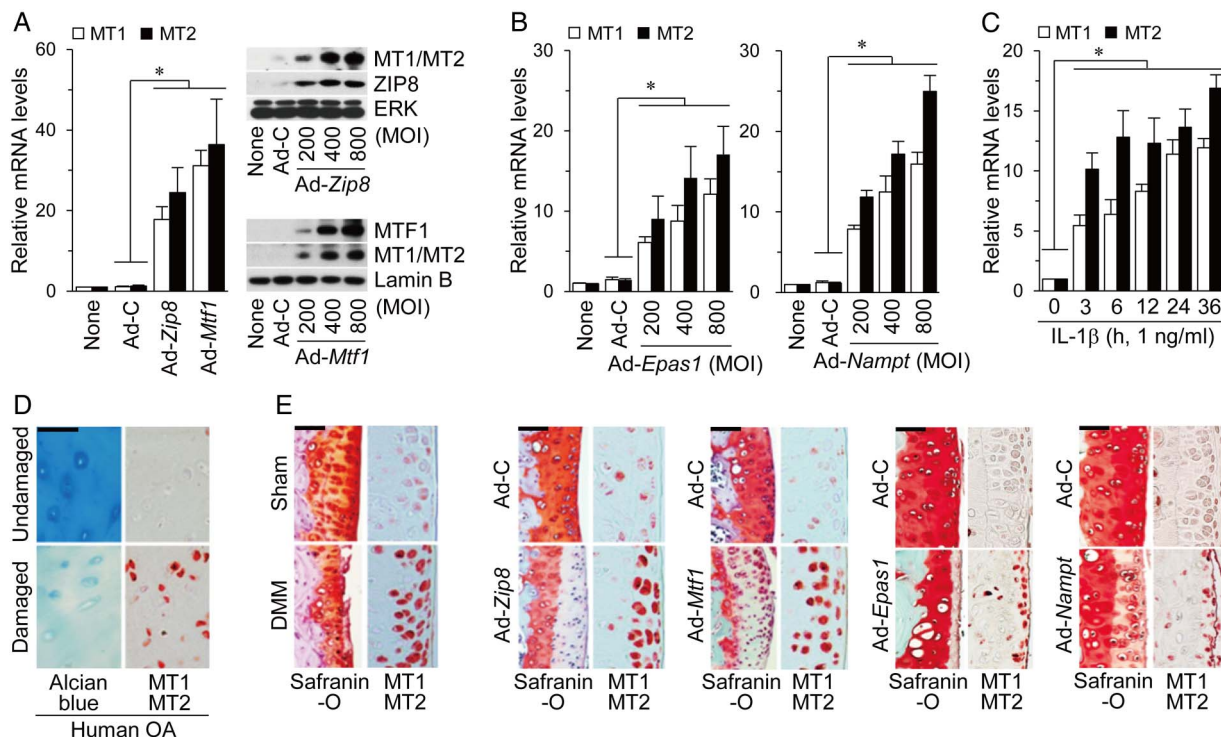 A
MT1 MT2
Relative mRNA levels
60
40
20
0
*
None
Ad-C
Ad-Zip8
Ad-Mtf1
MT1/MT2
ZIP8
ERK
None
Ad-C
200
400
800
(MOI)
Ad-Zip8
MTF1
MT1/MT2
Lamin B
None
Ad-C
200
400
800
(MOI)
Ad-Mtf1
B
MT1 MT2
Relative mRNA levels
30
20
10
0
*
None
Ad-C
200
400
800
Ad-Epas1 (MOI)
MT1 MT2
Relative mRNA levels
30
20
10
0
*
None
Ad-C
200
400
800
Ad-Nampt (MOI)
C
MT1 MT2
Relative mRNA levels
20
15
10
5
0
*
0 3 6 12 24 36
IL-1β (h, 1 ng/ml)
D
Undamaged
Damaged
Alcian
blue
MT1
MT2
Human OA
E
Sham
DMM
Safranin
-O
MT1
MT2
Ad-C
Ad-Zip8
Safranin
-O
MT1
MT2
Ad-C
Ad-Mtf1
Safranin
-O
MT1
MT2
Ad-C
Ad-Epas1
Safranin
-O
MT1
MT2
Ad-C
Ad-Nampt
Safranin
-O
MT1
MT2